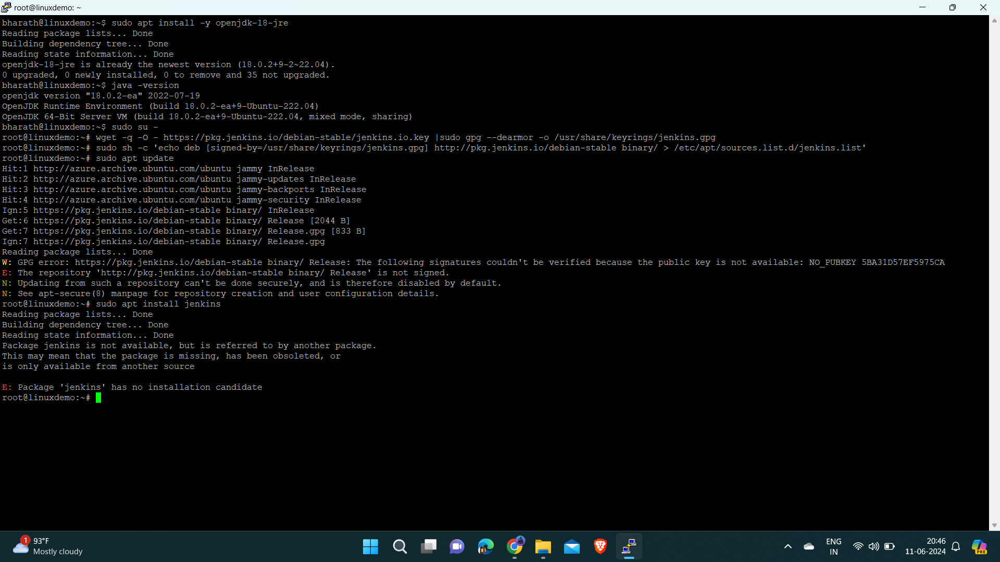 root@linuxdemo: ~
bharath@linuxdemo:~$ sudo apt install -y openjdk-18-jre
Reading package lists... Done
Building dependency tree... Done
Reading state information... Done
openjdk-18-jre is already the newest version (18.0.2+9-2~22.04).
0 upgraded, 0 newly installed, 0 to remove and 35 not upgraded.
bharath@linuxdemo:~$ java -version
openjdk version "18.0.2-ea" 2022-07-19
OpenJDK Runtime Environment (build 18.0.2-ea+9-Ubuntu-222.04)
OpenJDK 64-Bit Server VM (build 18.0.2-ea+9-Ubuntu-222.04, mixed mode, sharing)
bharath@linuxdemo:~$ sudo su -
root@linuxdemo:~# wget -q -O - https://pkg.jenkins.io/debian-stable/jenkins.io.key |sudo gpg --dearmor -o /usr/share/keyrings/jenkins.gpg
root@linuxdemo:~# sudo sh -c 'echo deb [signed-by=/usr/share/keyrings/jenkins.gpg] http://pkg.jenkins.io/debian-stable binary/ > /etc/apt/sources.list.d/jenkins.list'
root@linuxdemo:~# sudo apt update
Hit:1 http://azure.archive.ubuntu.com/ubuntu jammy InRelease
Hit:2 http://azure.archive.ubuntu.com/ubuntu jammy-updates InRelease
Hit:3 http://azure.archive.ubuntu.com/ubuntu jammy-backports InRelease
Hit:4 http://azure.archive.ubuntu.com/ubuntu jammy-security InRelease
Ign:5 https://pkg.jenkins.io/debian-stable binary/ InRelease
Get:6 https://pkg.jenkins.io/debian-stable binary/ Release [2044 B]
Get:7 https://pkg.jenkins.io/debian-stable binary/ Release.gpg [833 B]
Ign:7 https://pkg.jenkins.io/debian-stable binary/ Release.gpg
Reading package lists... Done
W: GPG error: https://pkg.jenkins.io/debian-stable binary/ Release: The following signatures couldn't be verified because the public key is not available: NO_PUBKEY 5BA31D57EF5975CA
E: The repository 'http://pkg.jenkins.io/debian-stable binary/ Release' is not signed.
N: Updating from such a repository can't be done securely, and is therefore disabled by default.
N: See apt-secure(8) manpage for repository creation and user configuration details.
root@linuxdemo:~# sudo apt install jenkins
Reading package lists... Done
Building dependency tree... Done
Reading state information... Done
Package jenkins is not available, but is referred to by another package.
This may mean that the package is missing, has been obsoleted, or
is only available from another source
E: Package 'jenkins' has no installation candidate
root@linuxdemo:~#
1
93°F
Mostly cloudy
ENG
IN
20:46
11-06-2024
PRE